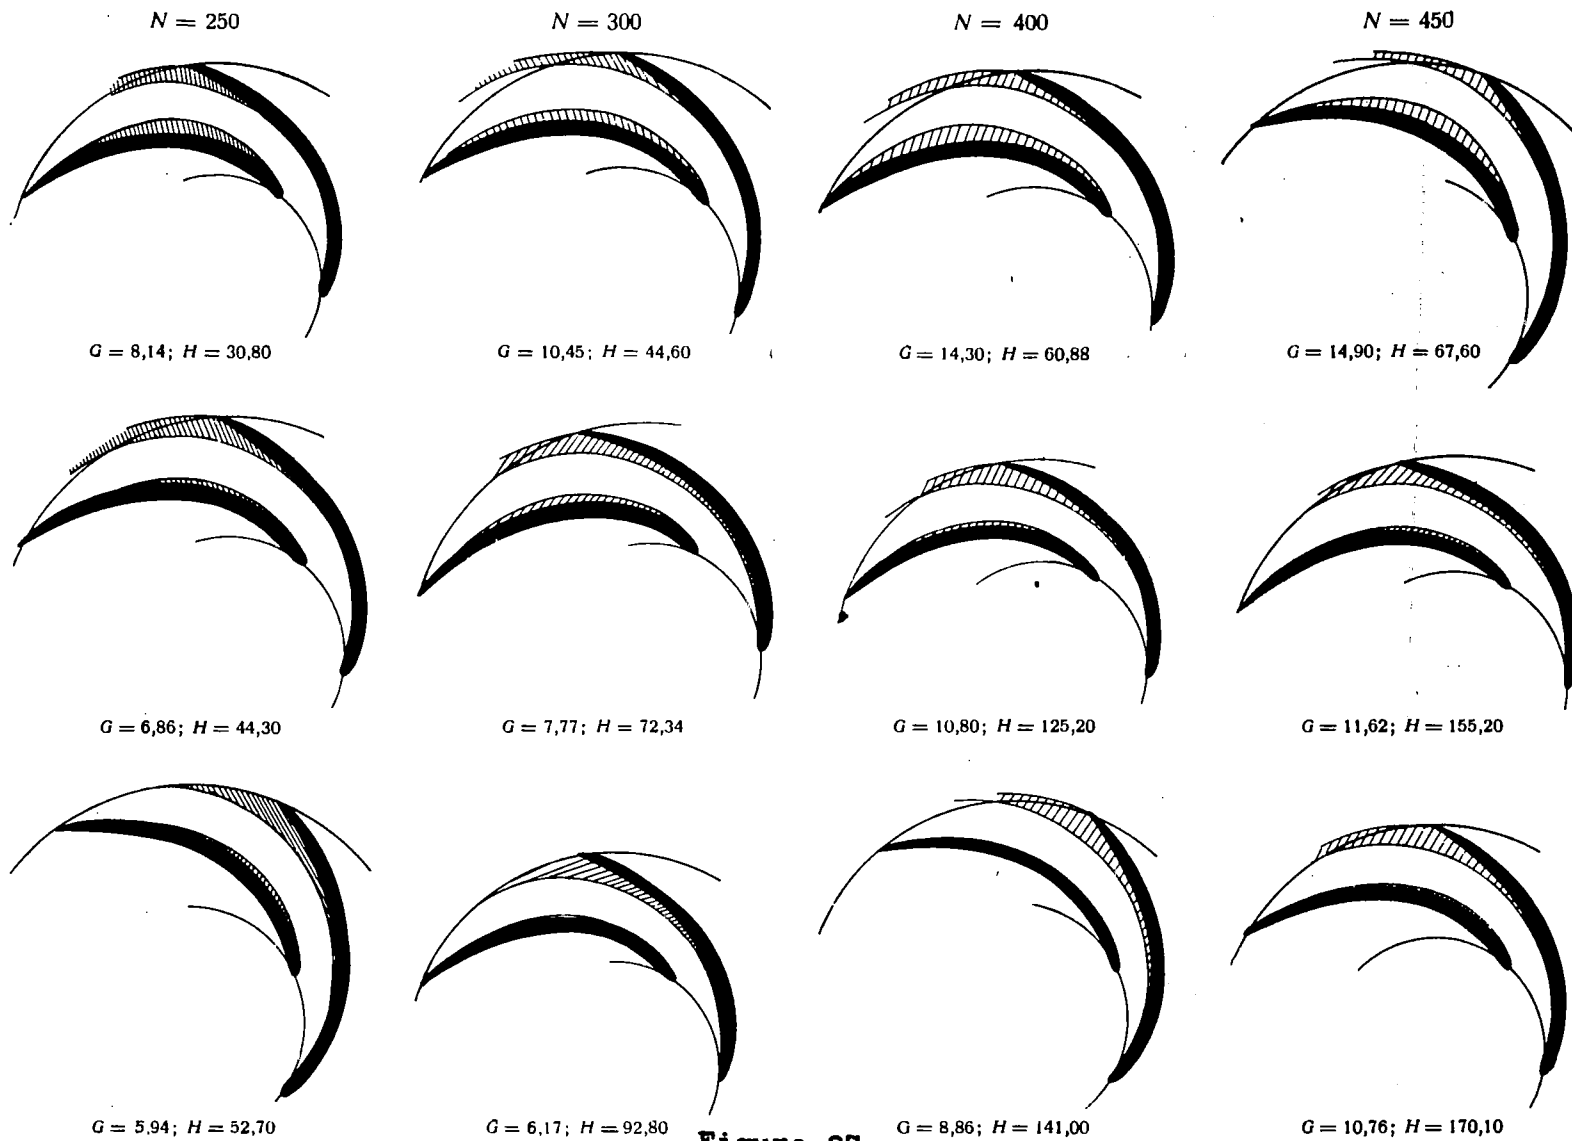 N = 250 N = 300 N = 400 N = 450
G = 8,14; H = 30,80 G = 10,45; H = 44,60 G = 14,30; H = 60,88 G = 14,90; H = 67,60
G = 6,86; H = 44,30 G = 7,77; H = 72,34 G = 10,80; H = 125,20 G = 11,62; H = 155,20
G = 5,94; H = 52,70 G = 6,17; H = 92,80 G = 8,86; H = 141,00 G = 10,76; H = 170,10